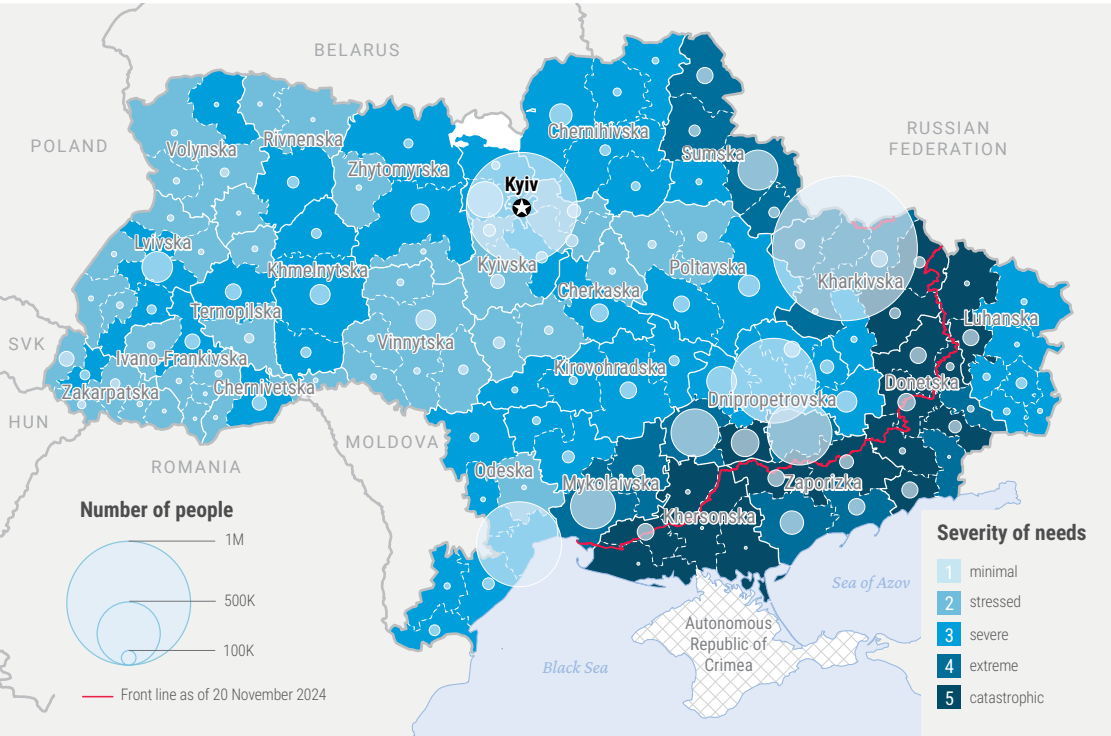 BELARUS
POLAND
RUSSIAN
FEDERATION
Volynska
Rivnenska
Zhytomyrska
Chernihivska
Sumska
Kyiv
Lvivska
Khmelnytska
Kyivska
Cherkaska
Poltavska
Kharkivska
Ternopilska
Vinnytska
Luhanska
SVK
Ivano-Frankivska
Kirovohradska
Zakarpatska
Chernivetska
Donetska
Dnipropetrovska
HUN
MOLDOVA
ROMANIA
Odeska
Mykolaivska
Zaporizka
Khersonska
Number of people
1M
500K
100K
Front line as of 20 November 2024
Sea of Azov
Autonomous
Republic of
Crimea
Black Sea
Severity of needs
1 minimal
2 stressed
3 severe
4 extreme
5 catastrophic